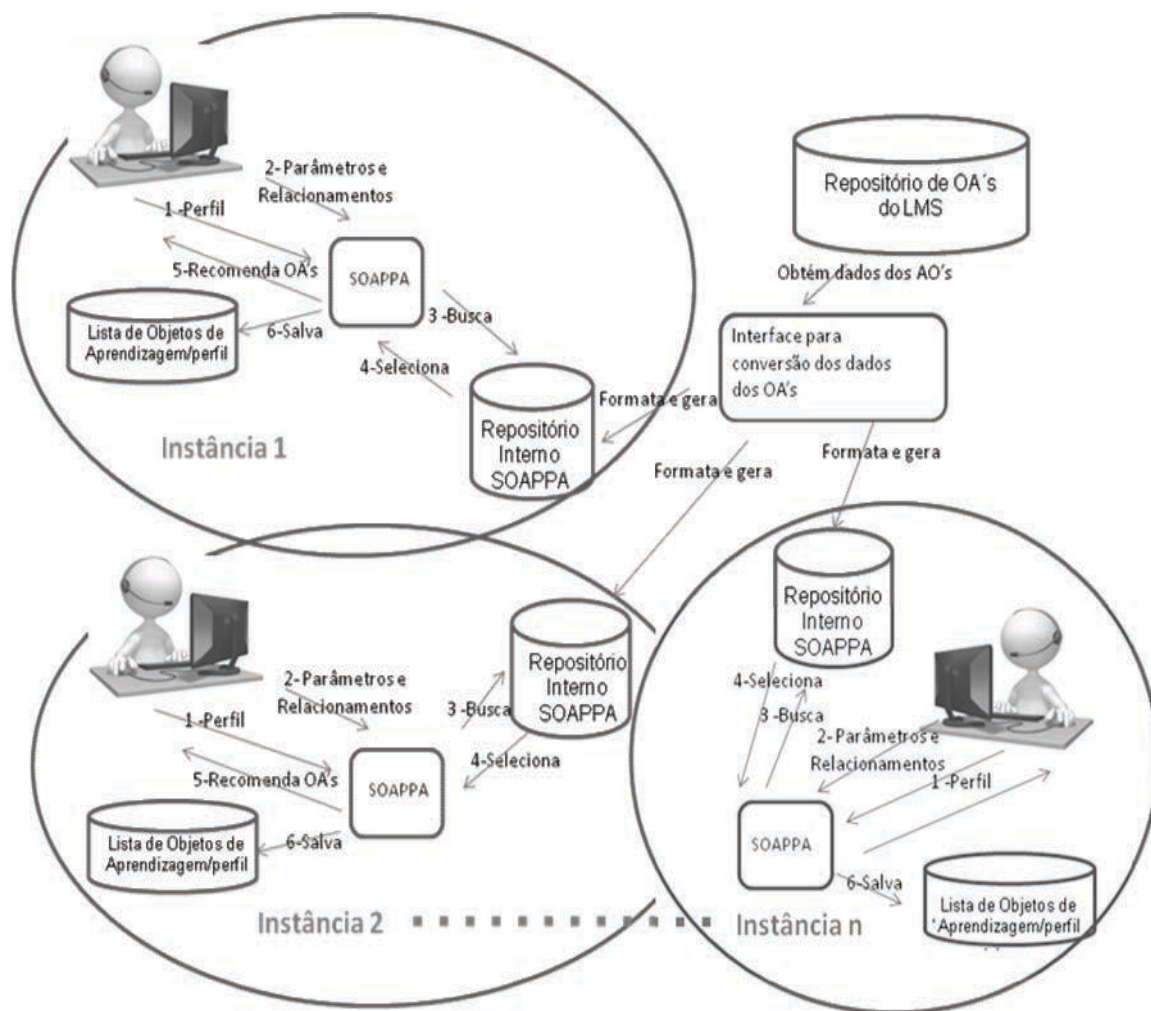 2- Parâmetros e
Relacionamentos
1 -Perfil
SOAPPA
5-Recomenda OA's
3 -Busca
6-Salva
Lista de Objetos de
Aprendizagem/perfil
4-Seleciona
Repositório
Interno
SOAPPA
Instância 1
Repositório de OA´s
do LMS
Obtém dados dos AO´s
Interface para
conversão dos dados
dos OA's
Formata e gera
Formata e gera
Formata e gera
2- Parâmetros e
Relacionamentos
1-Perfil
3 -Busca
Repositório
Interno
SOAPPA
4-Seleciona
5-Recomenda OA's
SOAPPA
6-Salva
Lista de Objetos de
Aprendizagem/perfil
Instância 2
Repositório
Interno
SOAPPA
4-Seleciona
3 -Busca
2- Parâmetros e
Relacionamentos
1 -Perfil
SOAPPA
6-Salva
Lista de Objetos de
' Aprendizagem/perfil
Instância n